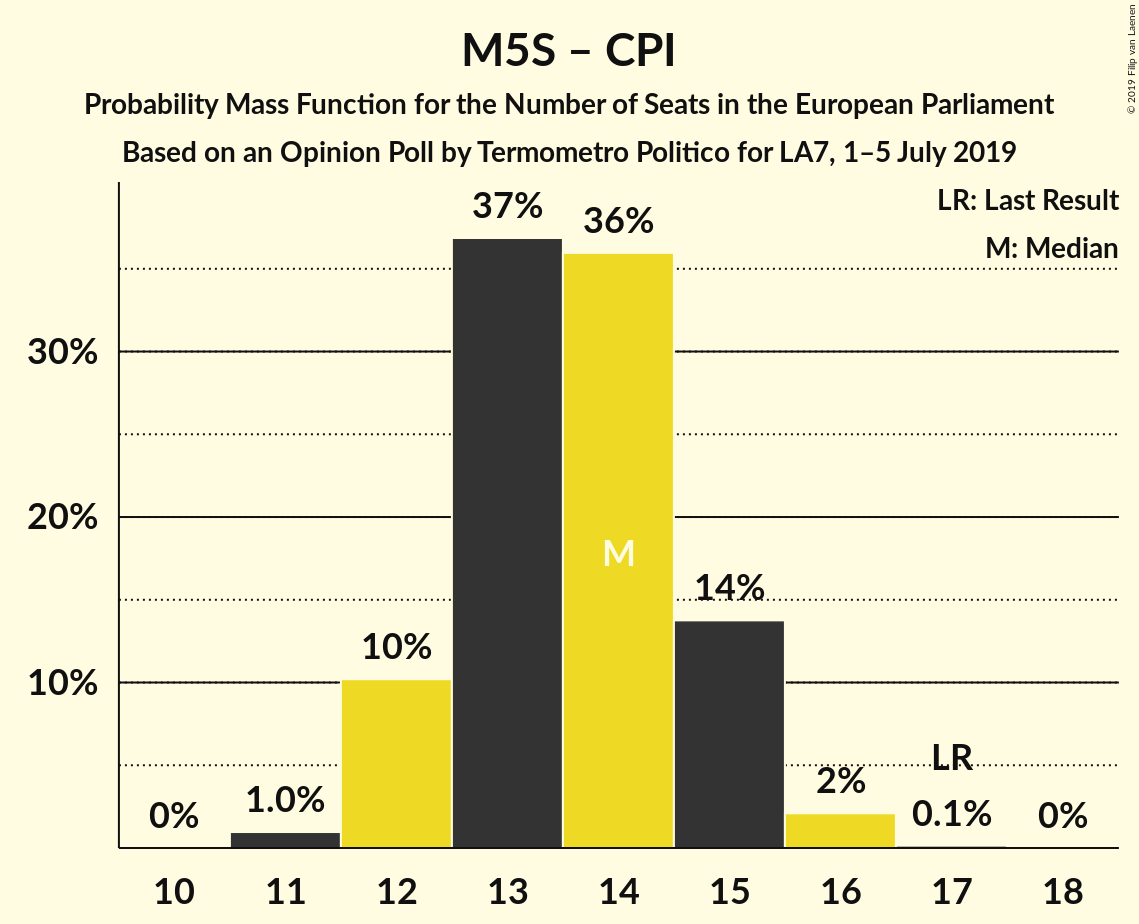 M5S – CPI
Probability Mass Function for the Number of Seats in the European Parliament
Based on an Opinion Poll by Termometro Politico for LA7, 1–5 July 2019
© 2019 Filip van Laenen
LR: Last Result
M: Median
37%
36%
30%
20%
M
14%
10%
10%
LR
2%
0%
1.0%
0.1%
0%
10 11 12 13 14 15 16 17 18